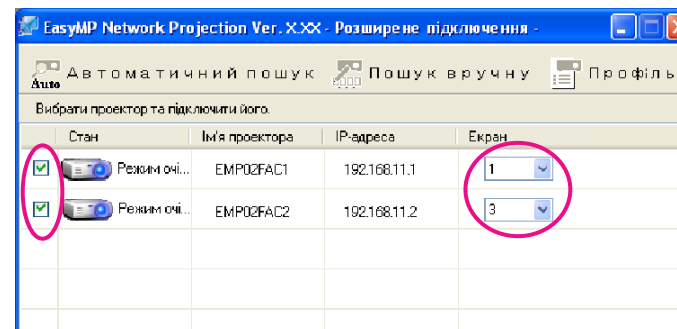 EasyMP Network Projection Ver. X.XX - Розширене підключення -
Auto Автоматичний пошук Пошук вручну Профіль
Вибрати проектор та підключити його.
Стан Ім'я проектора IP-адреса Екран
Режим очі... EMP02FAC1 192.168.11.1 1
Режим очі... EMP02FAC2 192.168.11.2 3